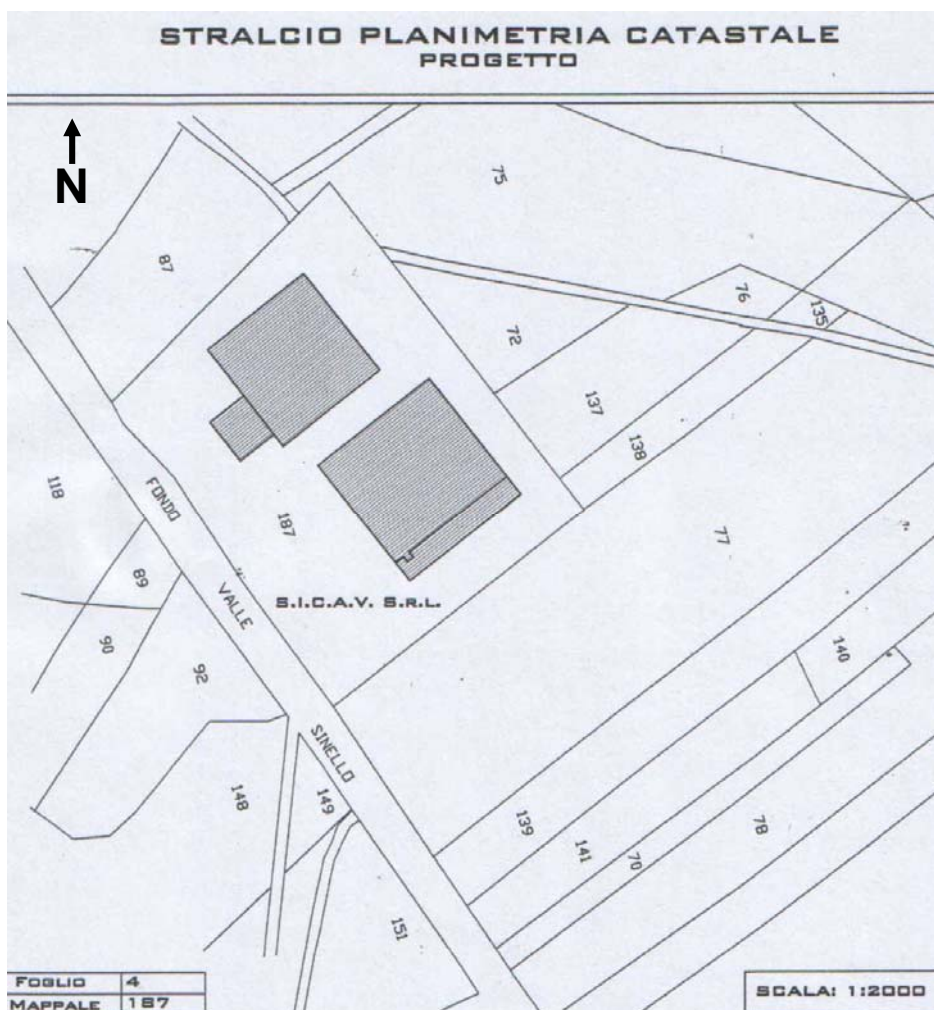 STRALCIO PLANIMETRIA CATASTALE
PROGETTO
N
75
87
76
135
72
137
138
118
FONDO
187
77
89
VALLE
S.I.C.A.V. S.R.L.
90
92
140
SINELLO
148
149
139
141
70
78
151
FOGLIO 4
MAPPALE 187
SCALA: 1:2000